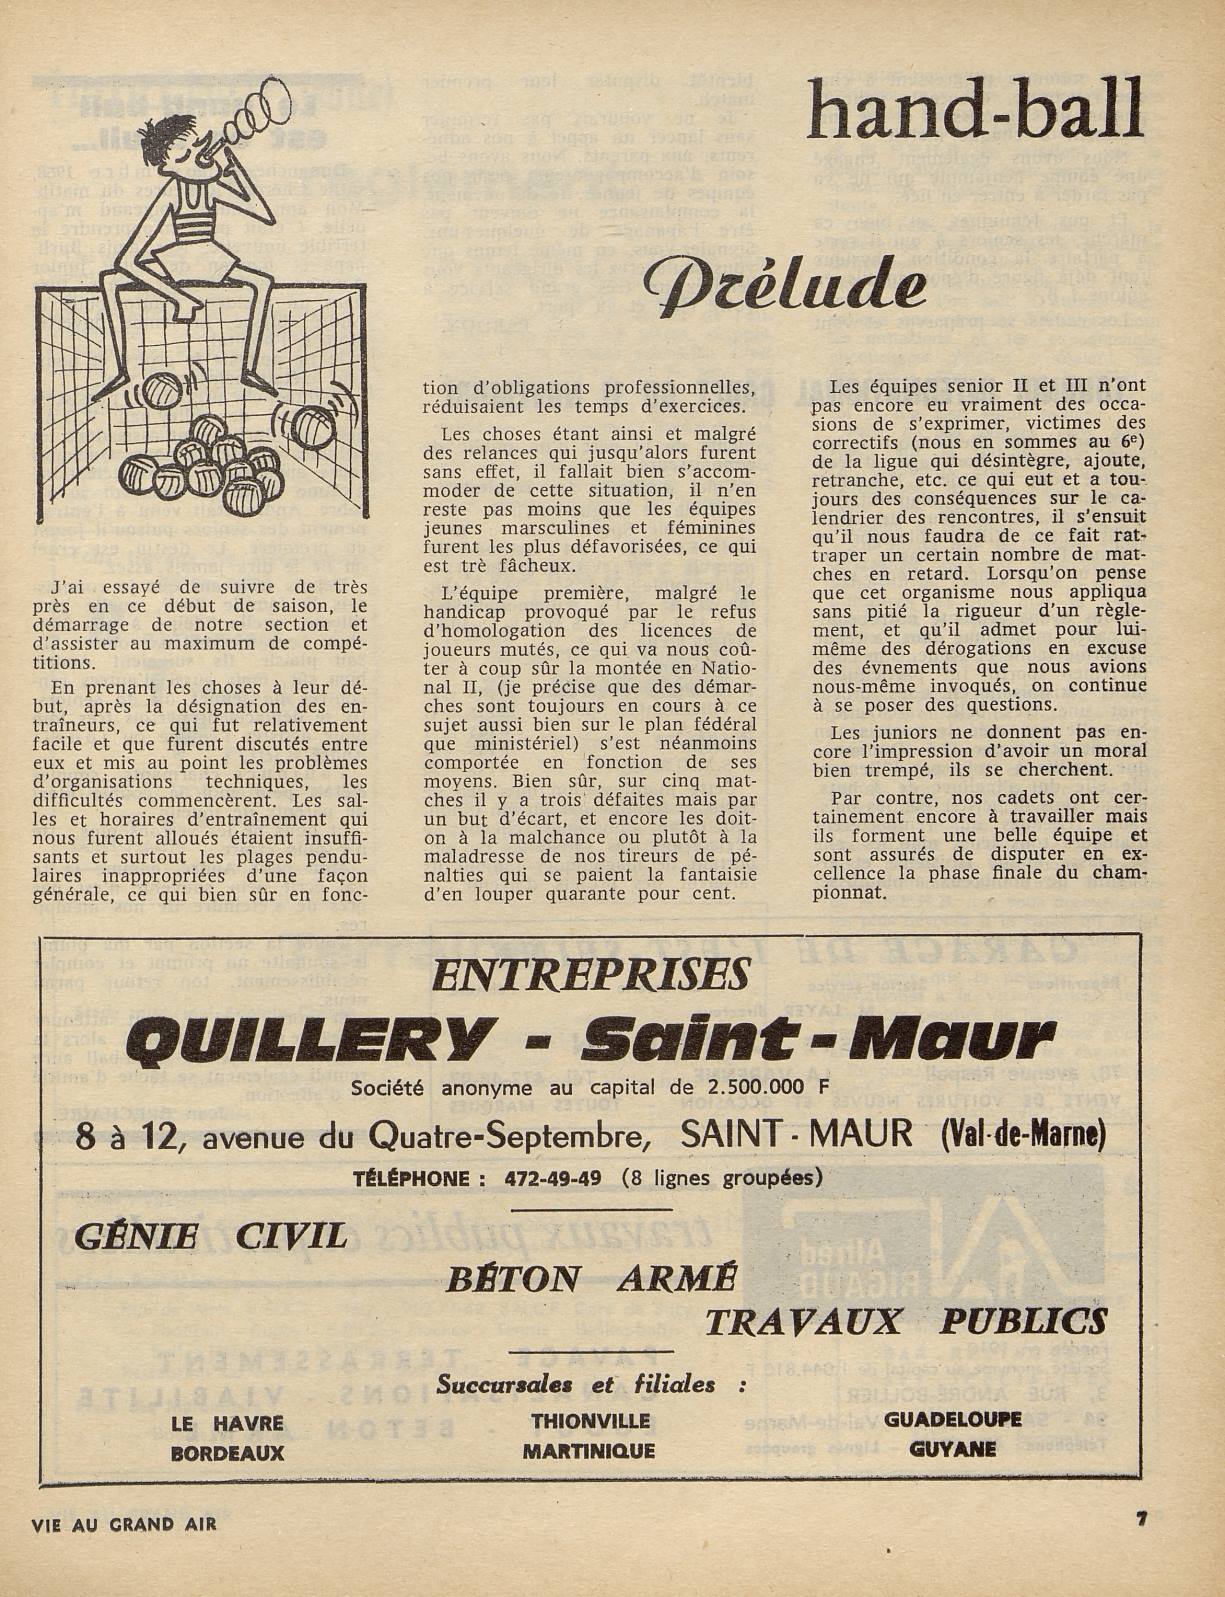 hand-ball
Prélude
J'ai essayé de suivre de très
près en ce début de saison, le
démarrage de notre section et
d'assister au maximum de compé-
titions.
En prenant les choses à leur dé-
but, après la désignation des en-
traîneurs, ce qui fut relativement
facile et que furent discutés entre
eux et mis au point les problèmes
d'organisations techniques, les
difficultés commencèrent. Les sal-
les et horaires d'entraînement qui
nous furent alloués étaient insuffi-
sants et surtout les plages pendu-
laires inappropriées d'une façon
générale, ce qui bien sûr en fonc-
tion d'obligations professionnelles,
réduisaient les temps d'exercices.
Les choses étant ainsi et malgré
des relances qui jusqu'alors furent
sans effet, il fallait bien s'accom-
moder de cette situation, il n'en
reste pas moins que les équipes
jeunes marsculines et féminines
furent les plus défavorisées, ce qui
est trè fâcheux.
L'équipe première, malgré le
handicap provoqué par le refus
d'homologation des licences de
joueurs mutés, ce qui va nous coû-
ter à coup sûr la montée en Natio-
nal II, (je précise que des démar-
ches sont toujours en cours à ce
sujet aussi bien sur le plan fédéral
que ministériel) s'est néanmoins
comportée en fonction de ses
moyens. Bien sûr, sur cinq mat-
ches il y a trois défaites mais par
un but d'écart, et encore les doit-
on à la malchance ou plutôt à la
maladresse de nos tireurs de pé-
nalties qui se paient la fantaisie
d'en louper quarante pour cent.
Les équipes senior II et III n'ont
pas encore eu vraiment des occa-
sions de s'exprimer, victimes des
correctifs (nous en sommes au 6e)
de la ligue qui désintègre, ajoute,
retranche, etc. ce qui eut et a tou-
jours des conséquences sur le ca-
lendrier des rencontres, il s'ensuit
qu'il nous faudra de ce fait rat-
traper un certain nombre de mat-
ches en retard. Lorsqu'on pense
que cet organisme nous appliqua
sans pitié la rigueur d'un règle-
ment, et qu'il admet pour lui-
même des dérogations en excuse
des évnements que nous avions
nous-même invoqués, on continue
à se poser des questions.
Les juniors ne donnent pas en-
core l'impression d'avoir un moral
bien trempé, ils se cherchent.
Par contre, nos cadets ont cer-
tainement encore à travailler mais
ils forment une belle équipe et
sont assurés de disputer en ex-
cellence la phase finale du cham-
pionnat.
ENTREPRISES
QUILLERY - Saint-Maur
Société anonyme au capital de 2.500.000 F
8 à 12, avenue du Quatre-Septembre, SAINT-MAUR (Val-de-Marne)
TÉLÉPHONE : 472-49-49 (8 lignes groupées)
GÉNIE CIVIL
BÉTON ARMÉ
TRAVAUX PUBLICS
Succursales et filiales :
LE HAVRE THIONVILLE GUADELOUPE
BORDEAUX MARTINIQUE GUYANE
VIE AU GRAND AIR 7